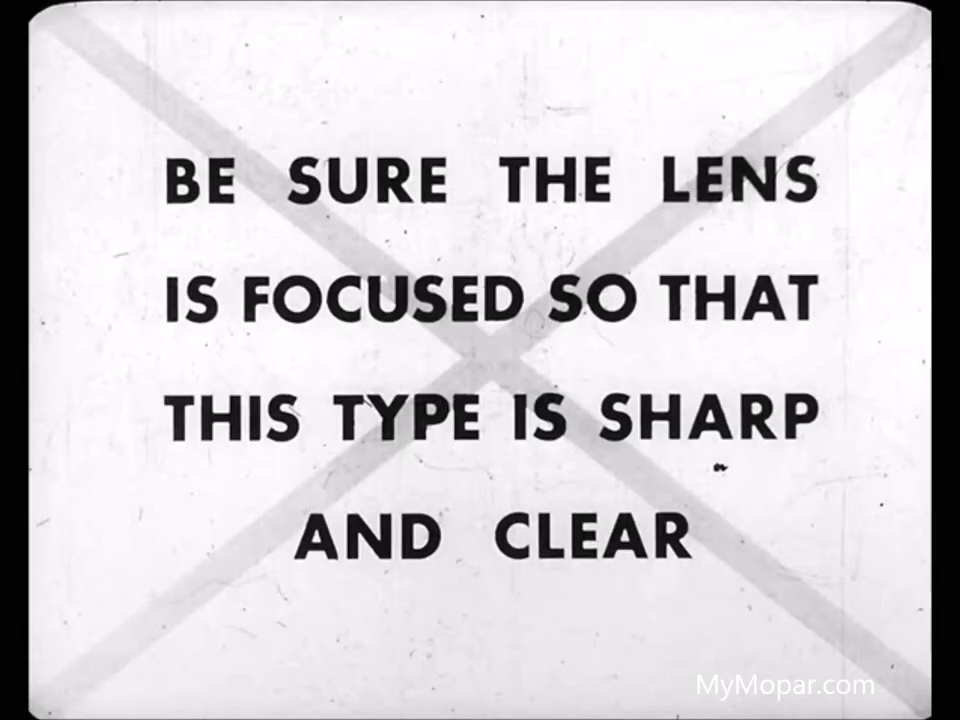 BE SURE THE LENS
IS FOCUSED SO THAT
THIS TYPE IS SHARP
AND CLEAR
MyMopar.com